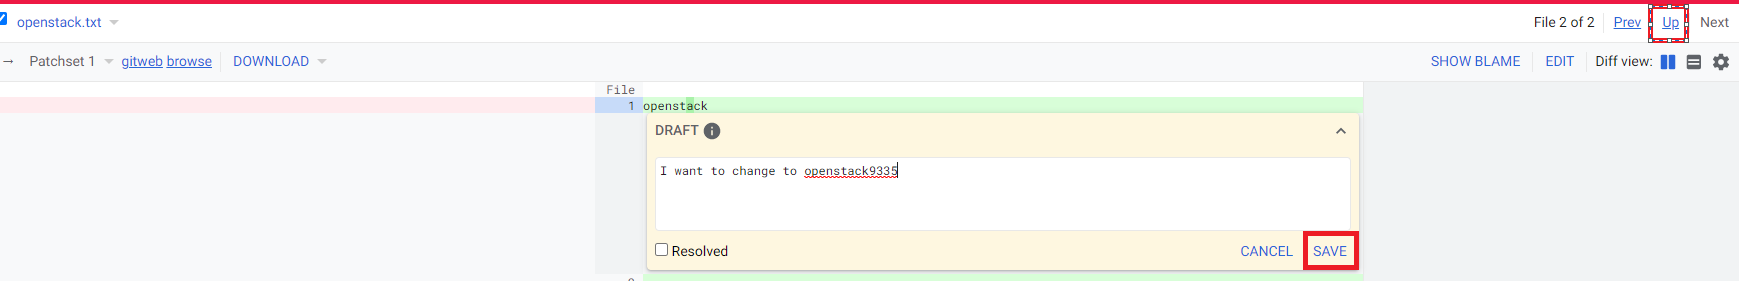 openstack.txt File 2 of 2 Prev Up Next
→ Patchset 1 gitweb browse DOWNLOAD SHOW BLAME EDIT Diff view:
File
1 openstack
DRAFT
I want to change to openstack9335
Resolved CANCEL SAVE